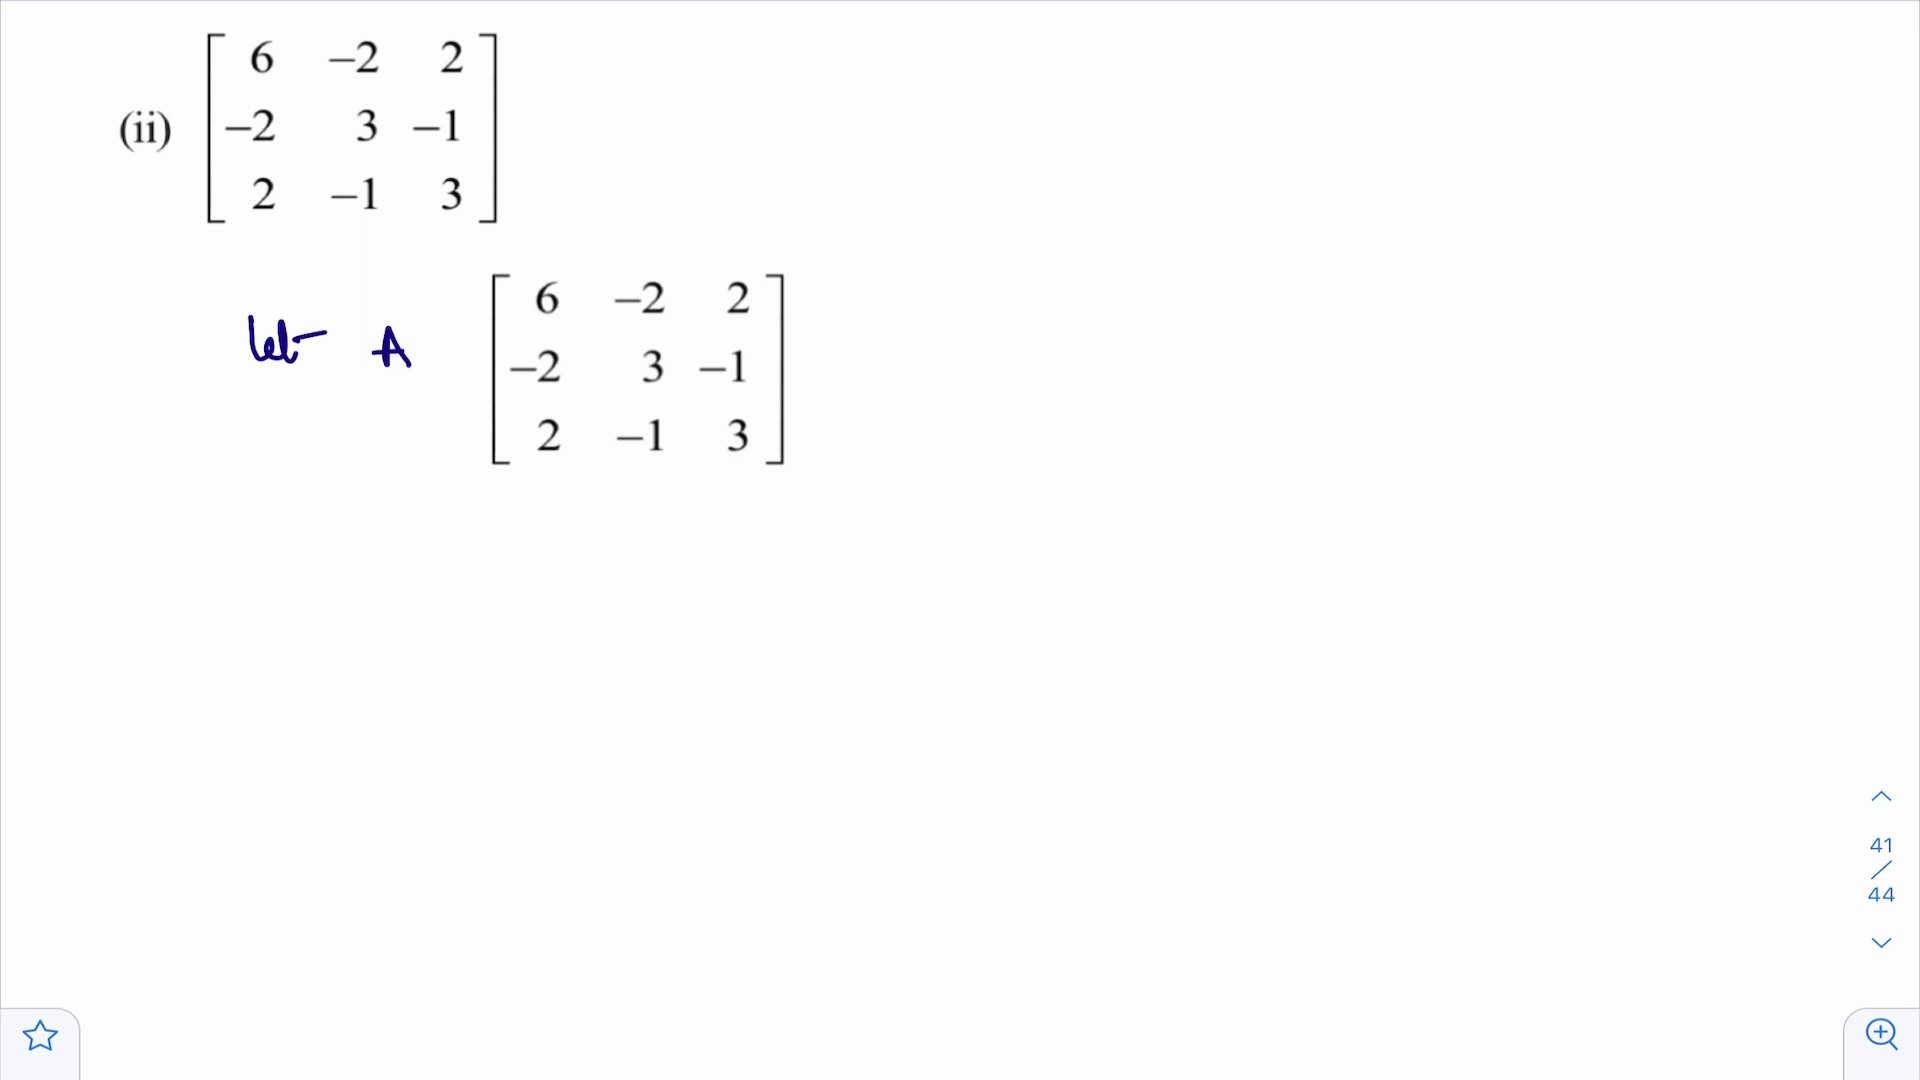 6 –2 2
(ii) –2 3 –1
2 –1 3
6 –2 2
let A –2 3 –1
2 –1 3
41
/
44